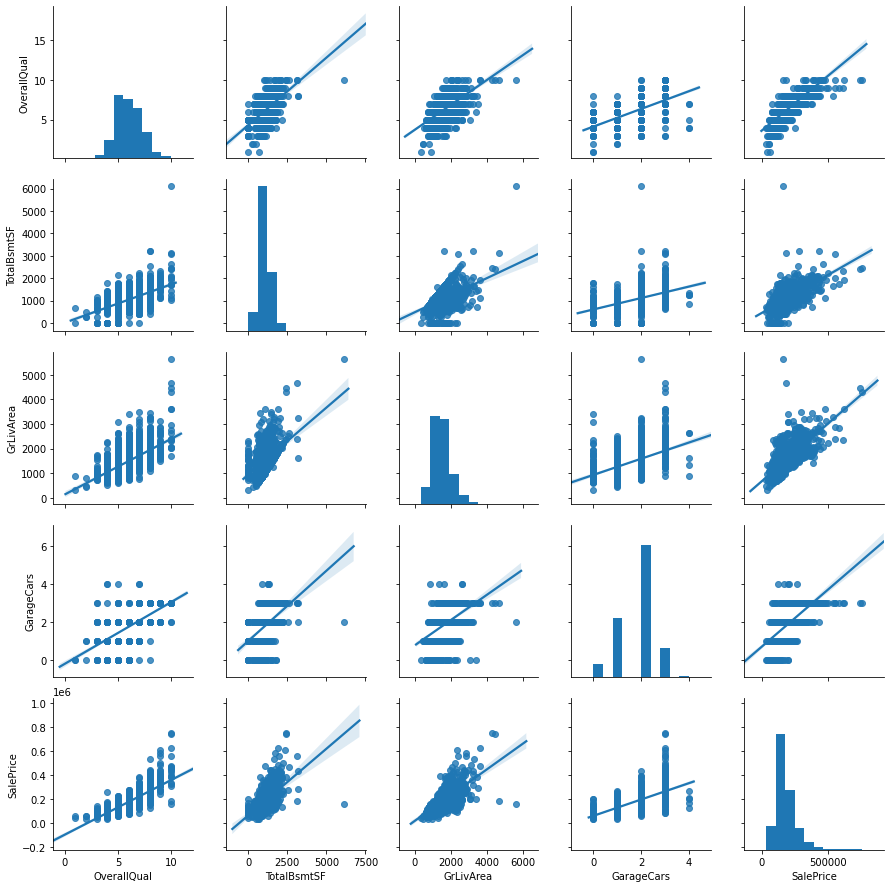 15
10
5
OverallQual
6000
5000
4000
3000
2000
1000
0
TotalBsmtSF
5000
4000
3000
2000
1000
0
GrLivArea
6
4
2
0
GarageCars
1e6
1.0
0.8
0.6
0.4
0.2
0.0
−0.2
SalePrice
0 5 10
OverallQual
0 2500 5000 7500
TotalBsmtSF
0 2000 4000 6000
GrLivArea
0 2 4
GarageCars
0 500000
SalePrice